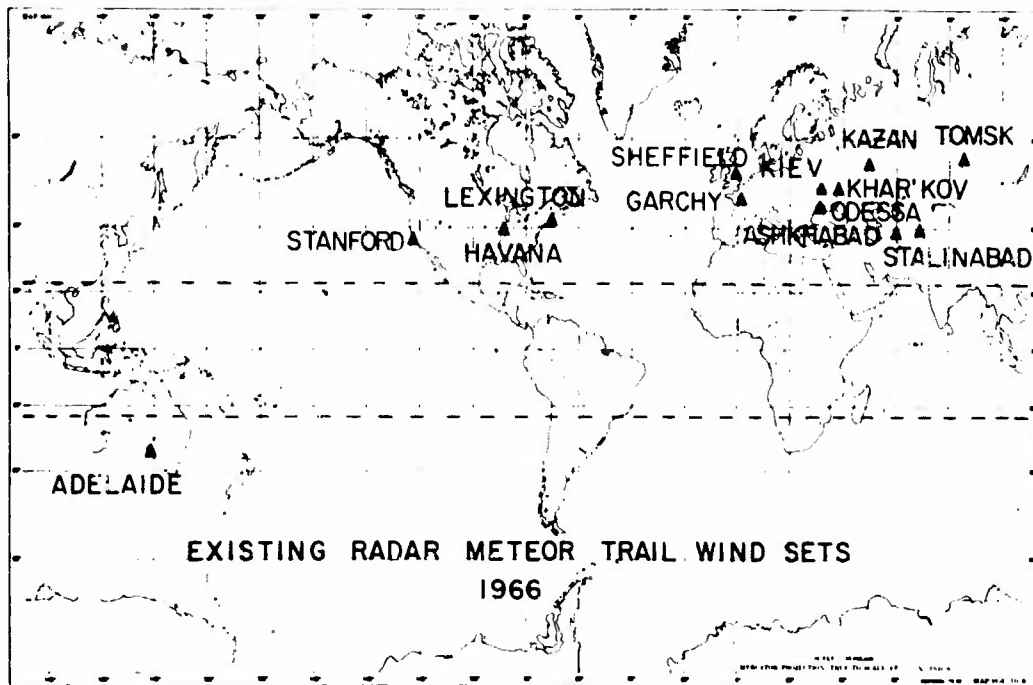 KAZAN
TOMSK
SHEFFIELD
KIEV
LEXINGTON
GARCHY
KHAR'KOV
ODESSA
STANFORD
HAVANA
ASHKHABAD
STALINABAD
ADELAIDE
EXISTING RADAR METEOR TRAIL WIND SETS
1966